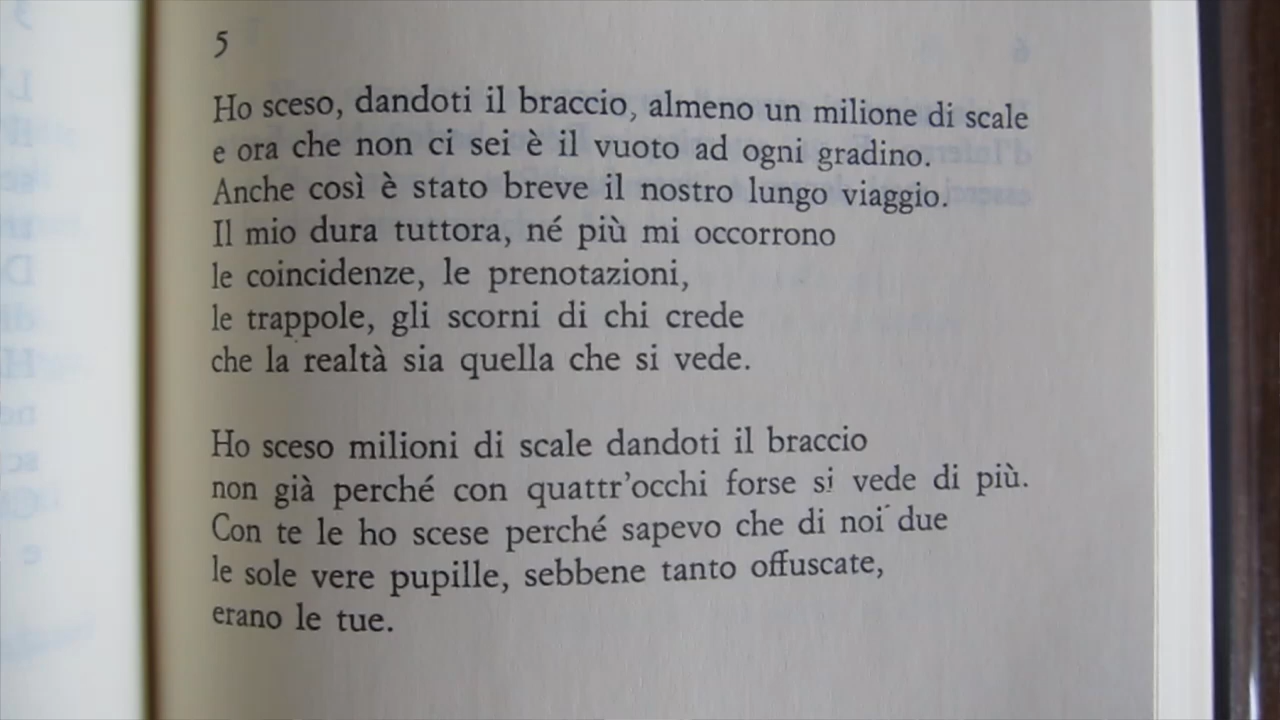 5
Ho sceso, dandoti il braccio, almeno un milione di scale
e ora che non ci sei è il vuoto ad ogni gradino.
Anche così è stato breve il nostro lungo viaggio.
Il mio dura tuttora, né più mi occorrono
le coincidenze, le prenotazioni,
le trappole, gli scorni di chi crede
che la realtà sia quella che si vede.
Ho sceso milioni di scale dandoti il braccio
non già perché con quattr'occhi forse si vede di più.
Con te le ho scese perché sapevo che di noi due
le sole vere pupille, sebbene tanto offuscate,
erano le tue.